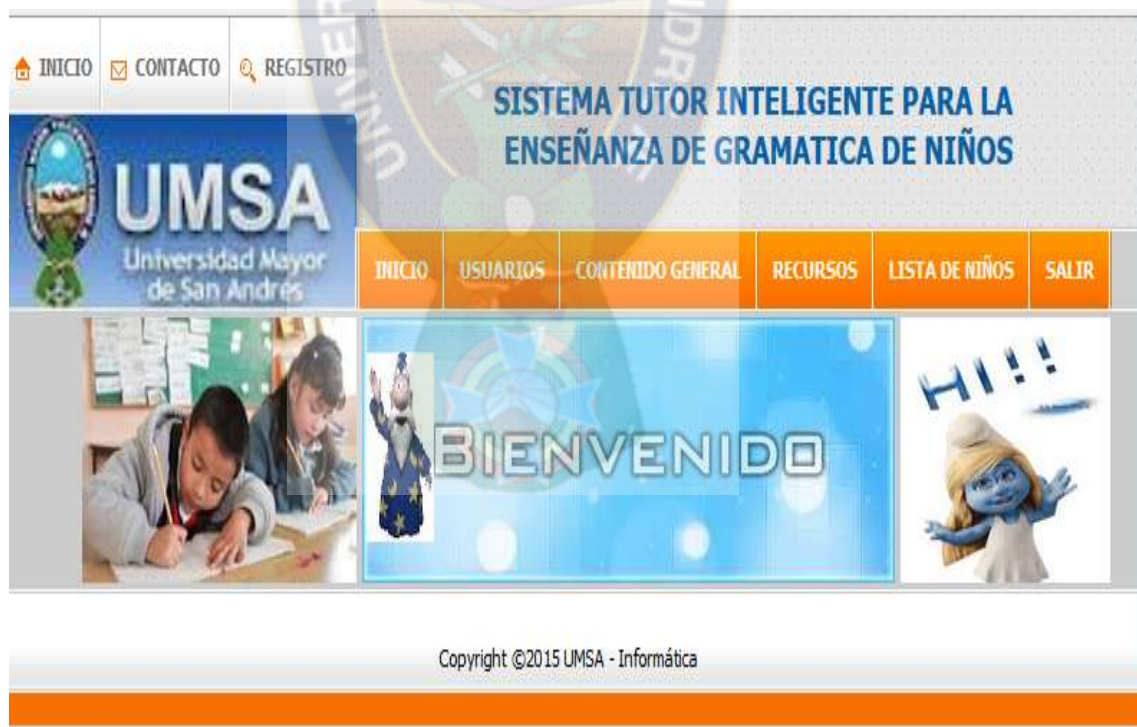 INICIO CONTACTO REGISTRO
SISTEMA TUTOR INTELIGENTE PARA LA
ENSEÑANZA DE GRAMATICA DE NIÑOS
UMSA
Universidad Mayor
de San Andrés
INICIO USUARIOS CONTENIDO GENERAL RECURSOS LISTA DE NIÑOS SALIR
BIENVENIDO
HI!!
Copyright ©2015 UMSA - Informática